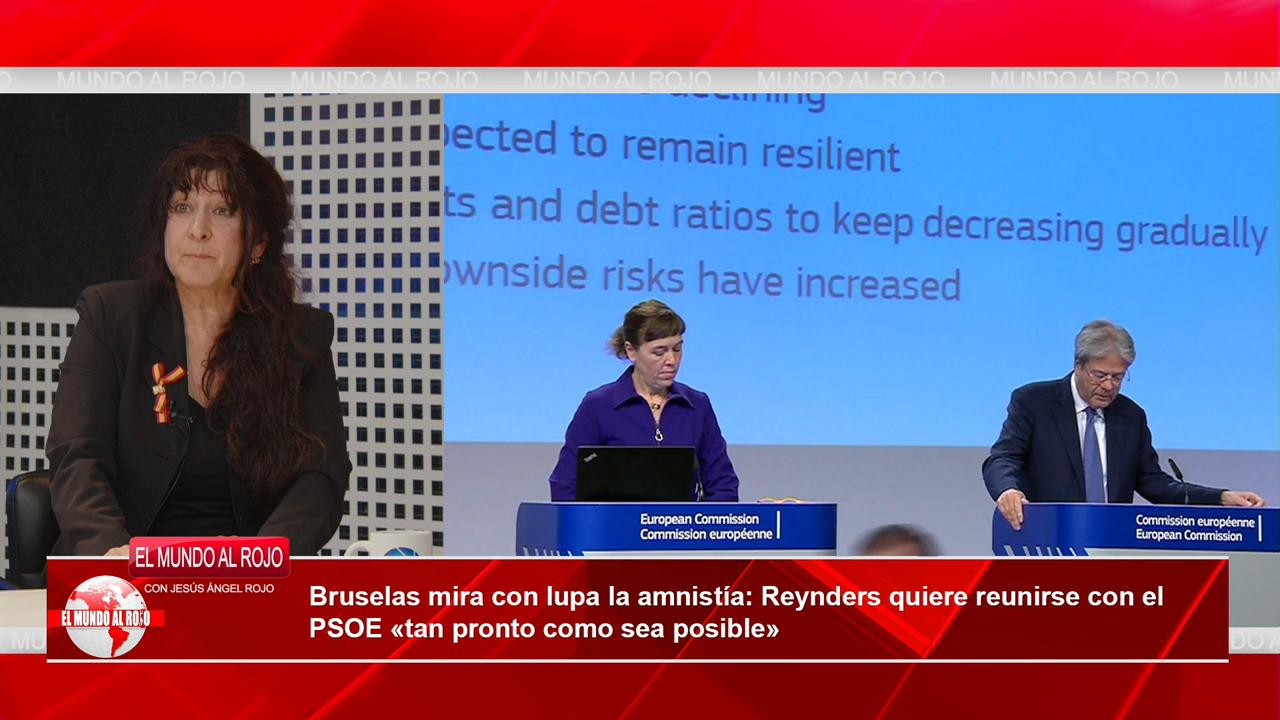 MUNDO AL ROJO MUNDO AL ROJO MUNDO AL ROJO MUNDO AL ROJO MUNDO AL ROJO
declining
pected to remain resilient
ts and debt ratios to keep decreasing gradually
ownside risks have increased
European Commission
Commission européenne
Commission européenne
European Commission
EL MUNDO AL ROJO
CON JESÚS ÁNGEL ROJO
EL MUNDO AL ROJO
Bruselas mira con lupa la amnistía: Reynders quiere reunirse con el
PSOE «tan pronto como sea posible»